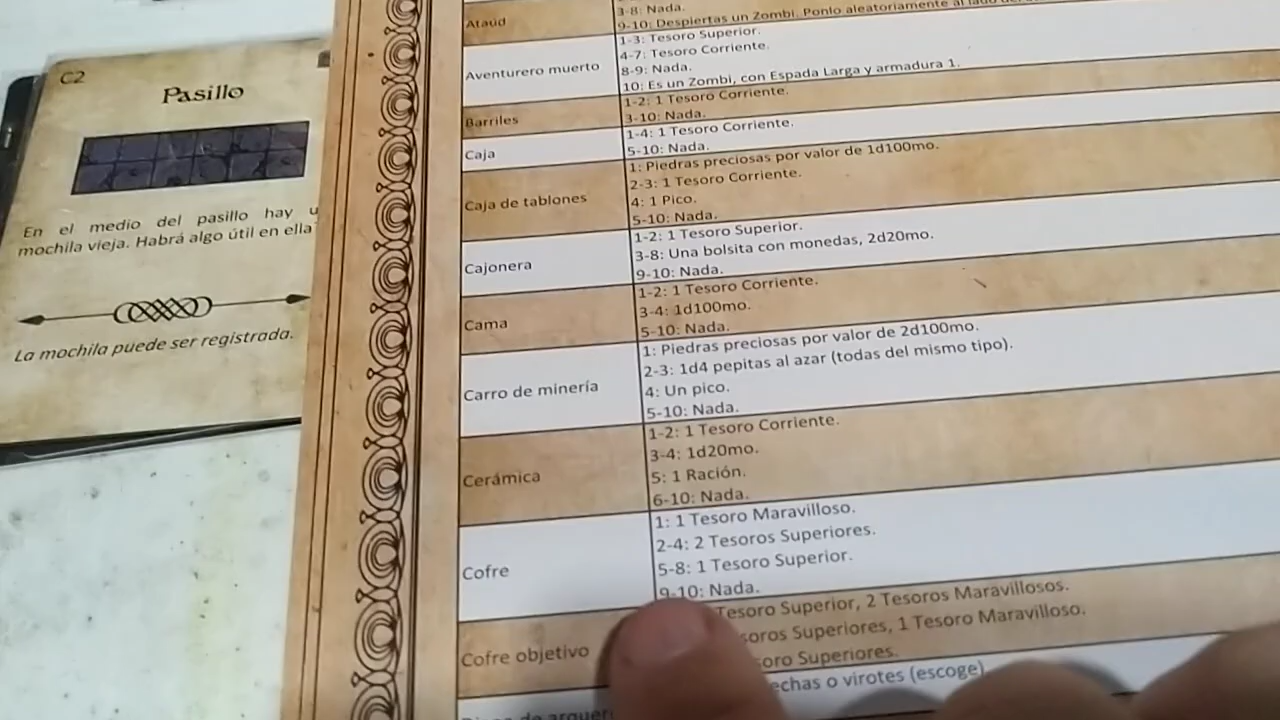 C2
Pasillo
En el medio del pasillo hay u
mochila vieja. Habrá algo útil en ella
La mochila puede ser registrada.
Ataud
3-8: Nada.
9-10: Despiertas un Zombi. Ponlo aleatoriamente al lado
Aventurero muerto
1-3: Tesoro Superior.
4-7: Tesoro Corriente.
8-9: Nada.
10: Es un Zombi, con Espada Larga y armadura 1.
Barriles
1-2: 1 Tesoro Corriente.
3-10: Nada.
Caja
1-4: 1 Tesoro Corriente.
5-10: Nada.
Caja de tablones
1: Piedras preciosas por valor de 1d100mo.
2-3: 1 Tesoro Corriente.
4: 1 Pico.
5-10: Nada.
Cajonera
1-2: 1 Tesoro Superior.
3-8: Una bolsita con monedas, 2d20mo.
9-10: Nada.
Cama
1-2: 1 Tesoro Corriente.
3-4: 1d100mo.
5-10: Nada.
Carro de minería
1: Piedras preciosas por valor de 2d100mo.
2-3: 1d4 pepitas al azar (todas del mismo tipo).
4: Un pico.
5-10: Nada.
Cerámica
1-2: 1 Tesoro Corriente.
3-4: 1d20mo.
5: 1 Ración.
6-10: Nada.
Cofre
1: 1 Tesoro Maravilloso.
2-4: 2 Tesoros Superiores.
5-8: 1 Tesoro Superior.
9-10: Nada.
Cofre objetivo
Tesoro Superior, 2 Tesoros Maravillosos.
soros Superiores, 1 Tesoro Maravilloso.
soro Superiores.
echas o virotes (escoge)